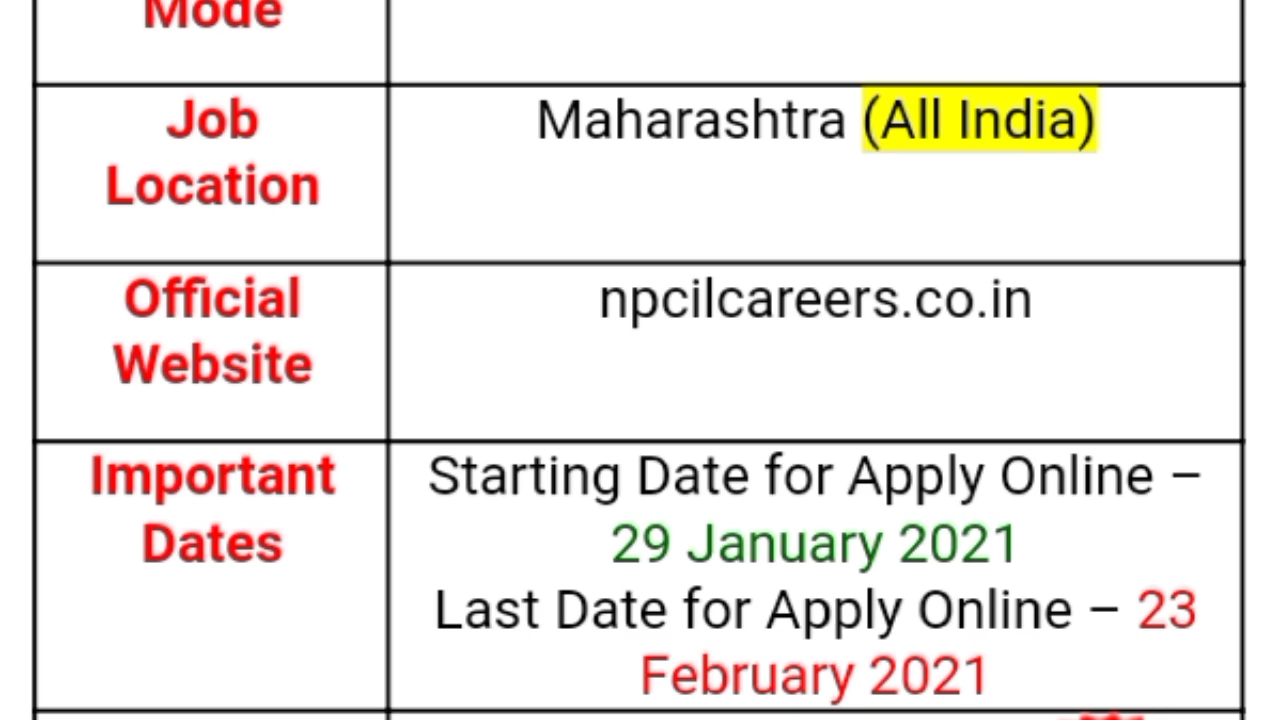 Mode
Job
Location
Maharashtra (All India)
Official
Website
npcilcareers.co.in
Important
Dates
Starting Date for Apply Online –
29 January 2021
Last Date for Apply Online – 23
February 2021